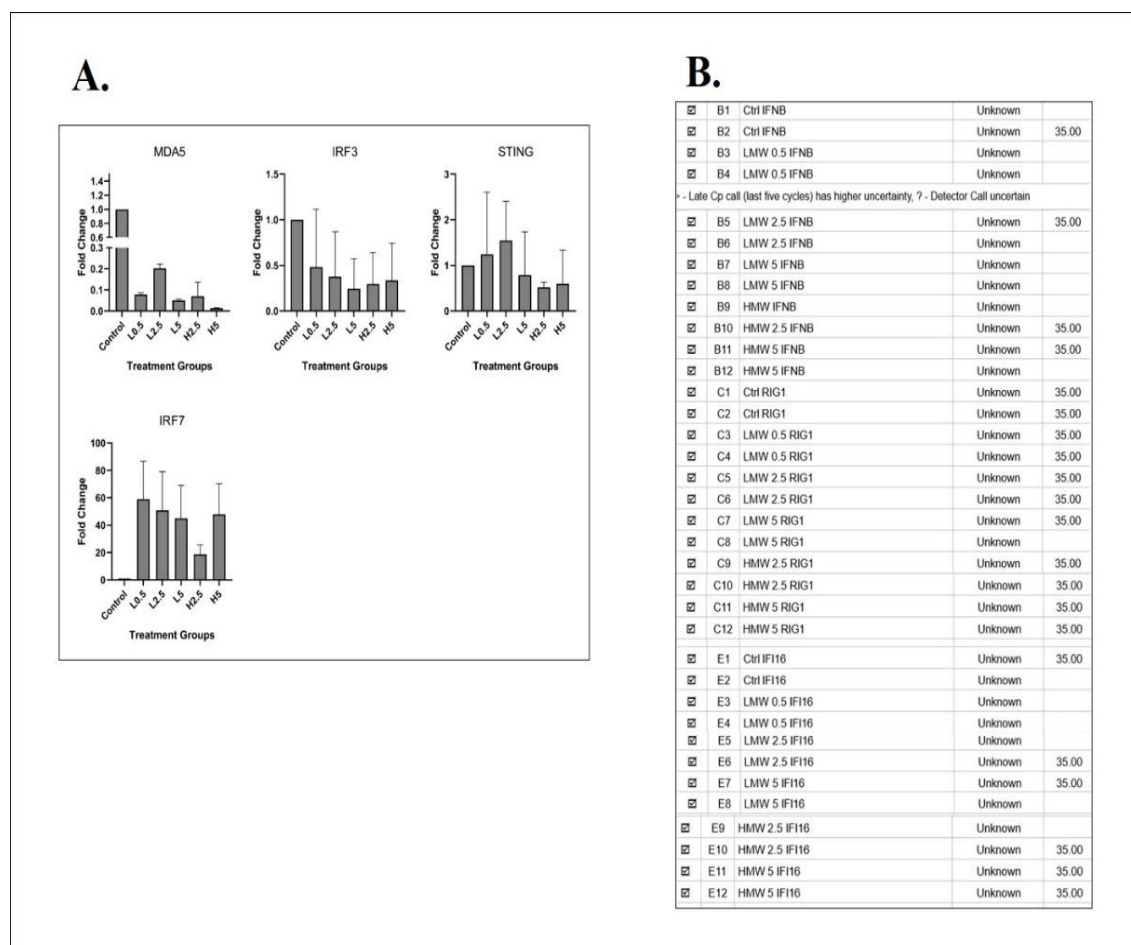 A.
MDA5
Fold Change
1.4
1.2
1.0
0.8
0.6
0.3
0.2
0.1
0.0
Control
L0.5
L2.5
L5
H2.5
H5
Treatment Groups
IRF3
Fold Change
1.5
1.0
0.5
0.0
Control
L0.5
L2.5
L5
H2.5
H5
Treatment Groups
STING
Fold Change
3
2
1
0
Control
L0.5
L2.5
L5
H2.5
H5
Treatment Groups
IRF7
Fold Change
100
80
60
40
20
0
Control
L0.5
L2.5
L5
H2.5
H5
Treatment Groups
B.
B1 Ctrl IFNB Unknown
B2 Ctrl IFNB Unknown 35.00
B3 LMW 0.5 IFNB Unknown
B4 LMW 0.5 IFNB Unknown
- Late Cp call (last five cycles) has higher uncertainty, ? - Detector Call uncertain
B5 LMW 2.5 IFNB Unknown 35.00
B6 LMW 2.5 IFNB Unknown
B7 LMW 5 IFNB Unknown
B8 LMW 5 IFNB Unknown
B9 HMW IFNB Unknown
B10 HMW 2.5 IFNB Unknown 35.00
B11 HMW 5 IFNB Unknown 35.00
B12 HMW 5 IFNB Unknown
C1 Ctrl RIG1 Unknown 35.00
C2 Ctrl RIG1 Unknown 35.00
C3 LMW 0.5 RIG1 Unknown 35.00
C4 LMW 0.5 RIG1 Unknown 35.00
C5 LMW 2.5 RIG1 Unknown 35.00
C6 LMW 2.5 RIG1 Unknown 35.00
C7 LMW 5 RIG1 Unknown 35.00
C8 LMW 5 RIG1 Unknown
C9 HMW 2.5 RIG1 Unknown 35.00
C10 HMW 2.5 RIG1 Unknown 35.00
C11 HMW 5 RIG1 Unknown 35.00
C12 HMW 5 RIG1 Unknown 35.00
E1 Ctrl IFI16 Unknown 35.00
E2 Ctrl IFI16 Unknown
E3 LMW 0.5 IFI16 Unknown
E4 LMW 0.5 IFI16 Unknown
E5 LMW 2.5 IFI16 Unknown
E6 LMW 2.5 IFI16 Unknown 35.00
E7 LMW 5 IFI16 Unknown 35.00
E8 LMW 5 IFI16 Unknown
E9 HMW 2.5 IFI16 Unknown
E10 HMW 2.5 IFI16 Unknown 35.00
E11 HMW 5 IFI16 Unknown 35.00
E12 HMW 5 IFI16 Unknown 35.00